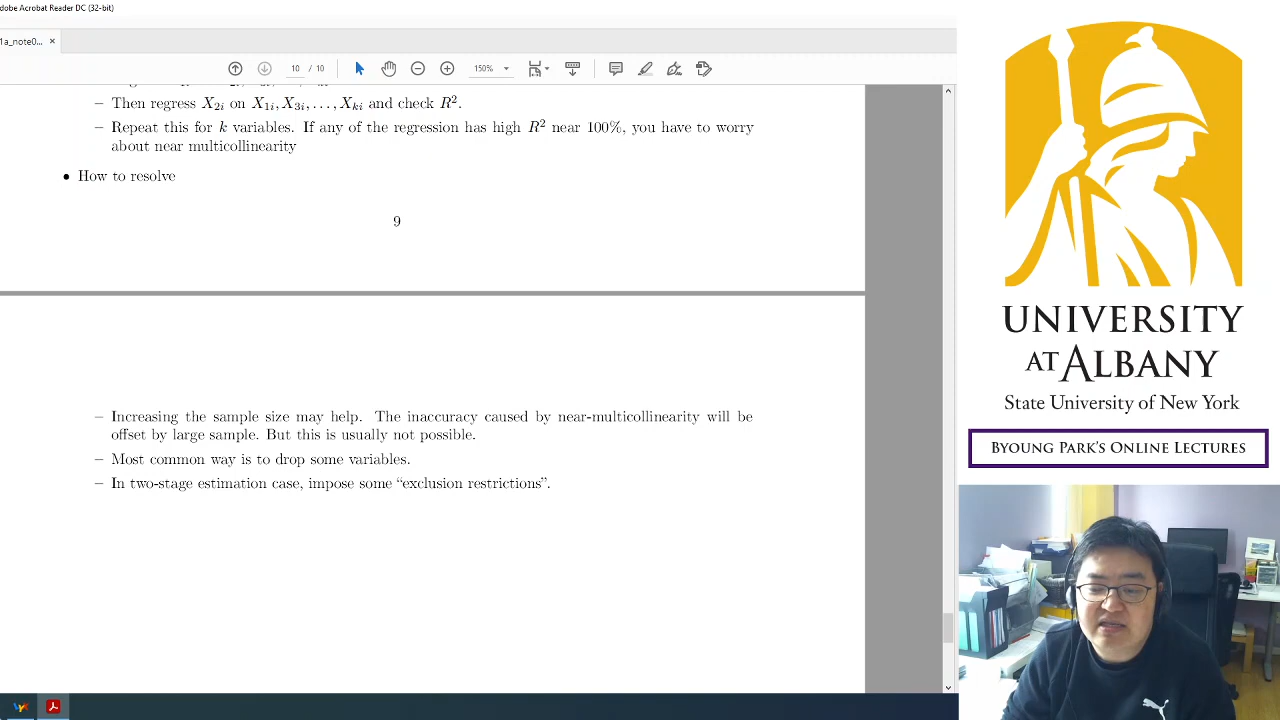 dobe Acrobat Reader DC (32-bit)
1a_note0... ×
10 / 10
150%
– Then regress X₂ᵢ on X₁ᵢ, X₃ᵢ, . . . , Xₖᵢ and check R².
– Repeat this for k variables. If any of the regression has high R² near 100%, you have to worry
about near multicollinearity
• How to resolve
9
– Increasing the sample size may help. The inaccuracy caused by near-multicollinearity will be
offset by large sample. But this is usually not possible.
– Most common way is to drop some variables.
– In two-stage estimation case, impose some “exclusion restrictions”.
UNIVERSITY
AT ALBANY
State University of New York
BYOUNG PARK'S ONLINE LECTURES